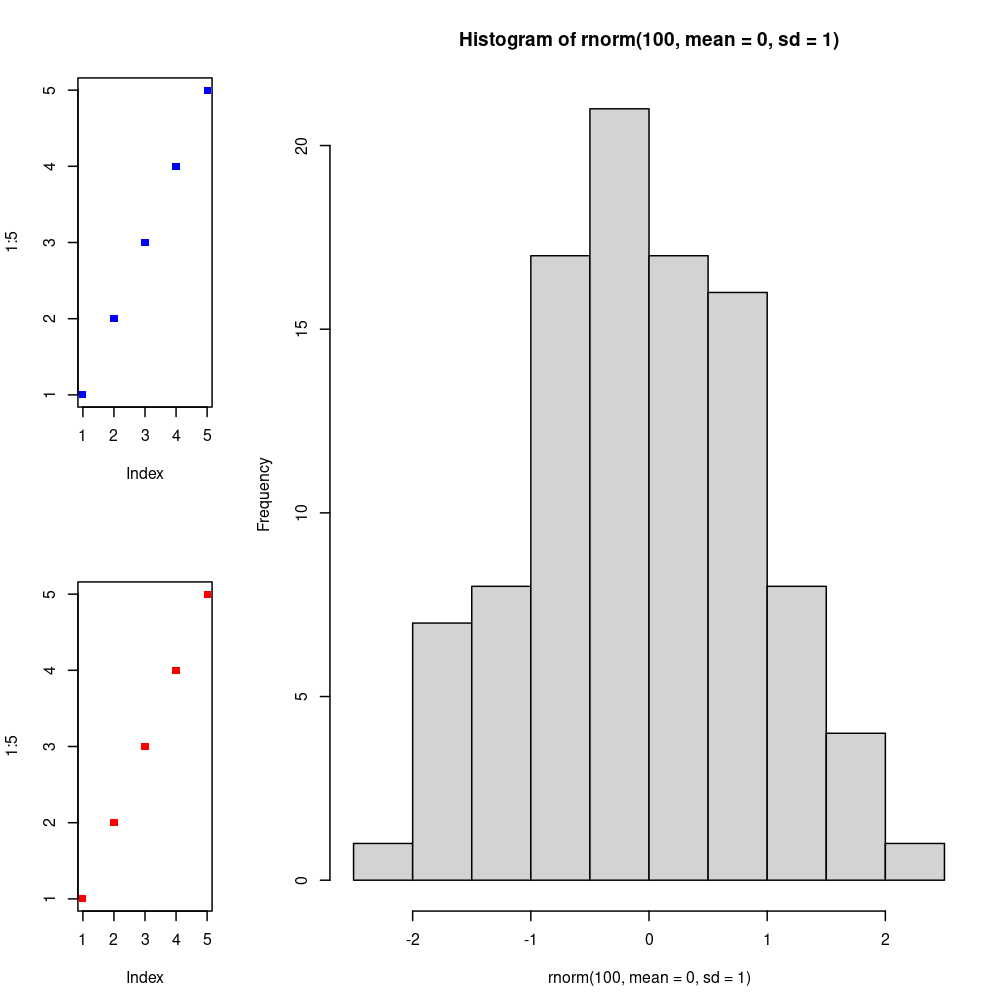 Histogram of rnorm(100, mean = 0, sd = 1)
5
4
3
2
1
1:5
1 2 3 4 5
Index
5
4
3
2
1
1:5
1 2 3 4 5
Index
20
15
10
5
0
Frequency
-2 -1 0 1 2
rnorm(100, mean = 0, sd = 1)